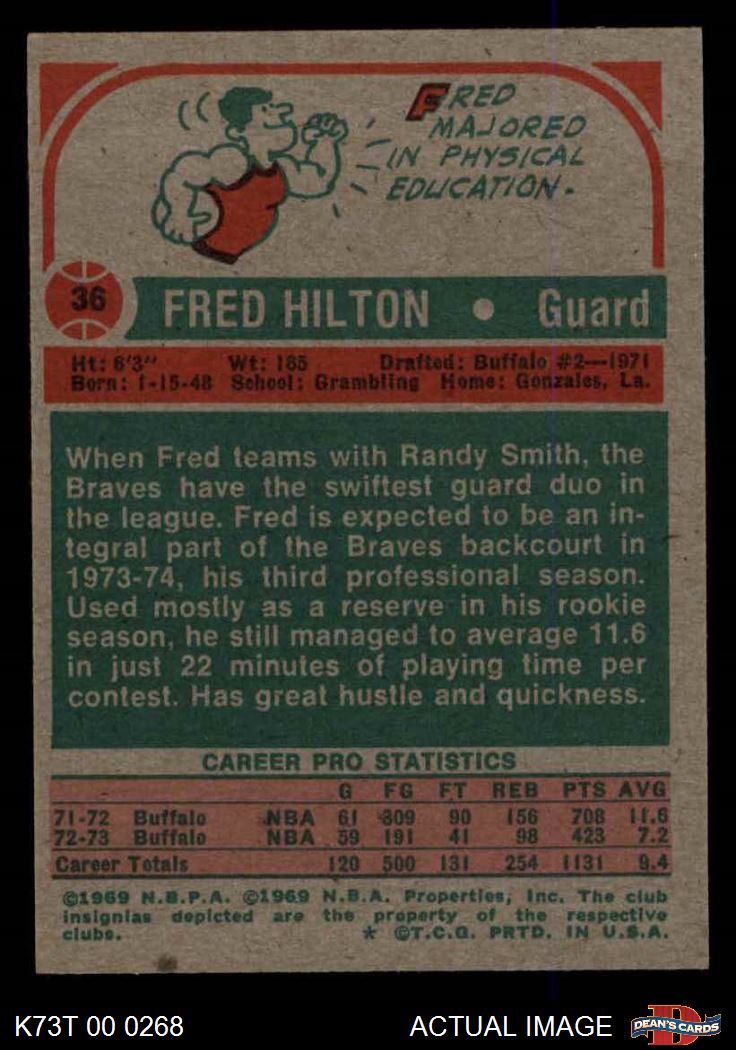 FRED
MAJORED
IN PHYSICAL
EDUCATION.
36
FRED HILTON • Guard
Ht: 6'3" Wt: 185 Drafted: Buffalo #2—1971
Born: 1-15-48 School: Grambling Home: Gonzales, La.
When Fred teams with Randy Smith, the
Braves have the swiftest guard duo in
the league. Fred is expected to be an in-
tegral part of the Braves backcourt in
1973-74, his third professional season.
Used mostly as a reserve in his rookie
season, he still managed to average 11.6
in just 22 minutes of playing time per
contest. Has great hustle and quickness.
CAREER PRO STATISTICS
G FG FT REB PTS AVG
71-72 Buffalo NBA 61 309 90 156 708 11.6
72-73 Buffalo NBA 59 191 41 98 423 7.2
Career Totals 120 500 131 254 1131 9.4
©1969 N.B.P.A. ©1969 N.B.A. Properties, Inc. The club
insignias depicted are the property of the respective
clubs. * ©T.C.G. PRTD. IN U.S.A.
K73T 00 0268 ACTUAL IMAGE
DEAN'S CARDS